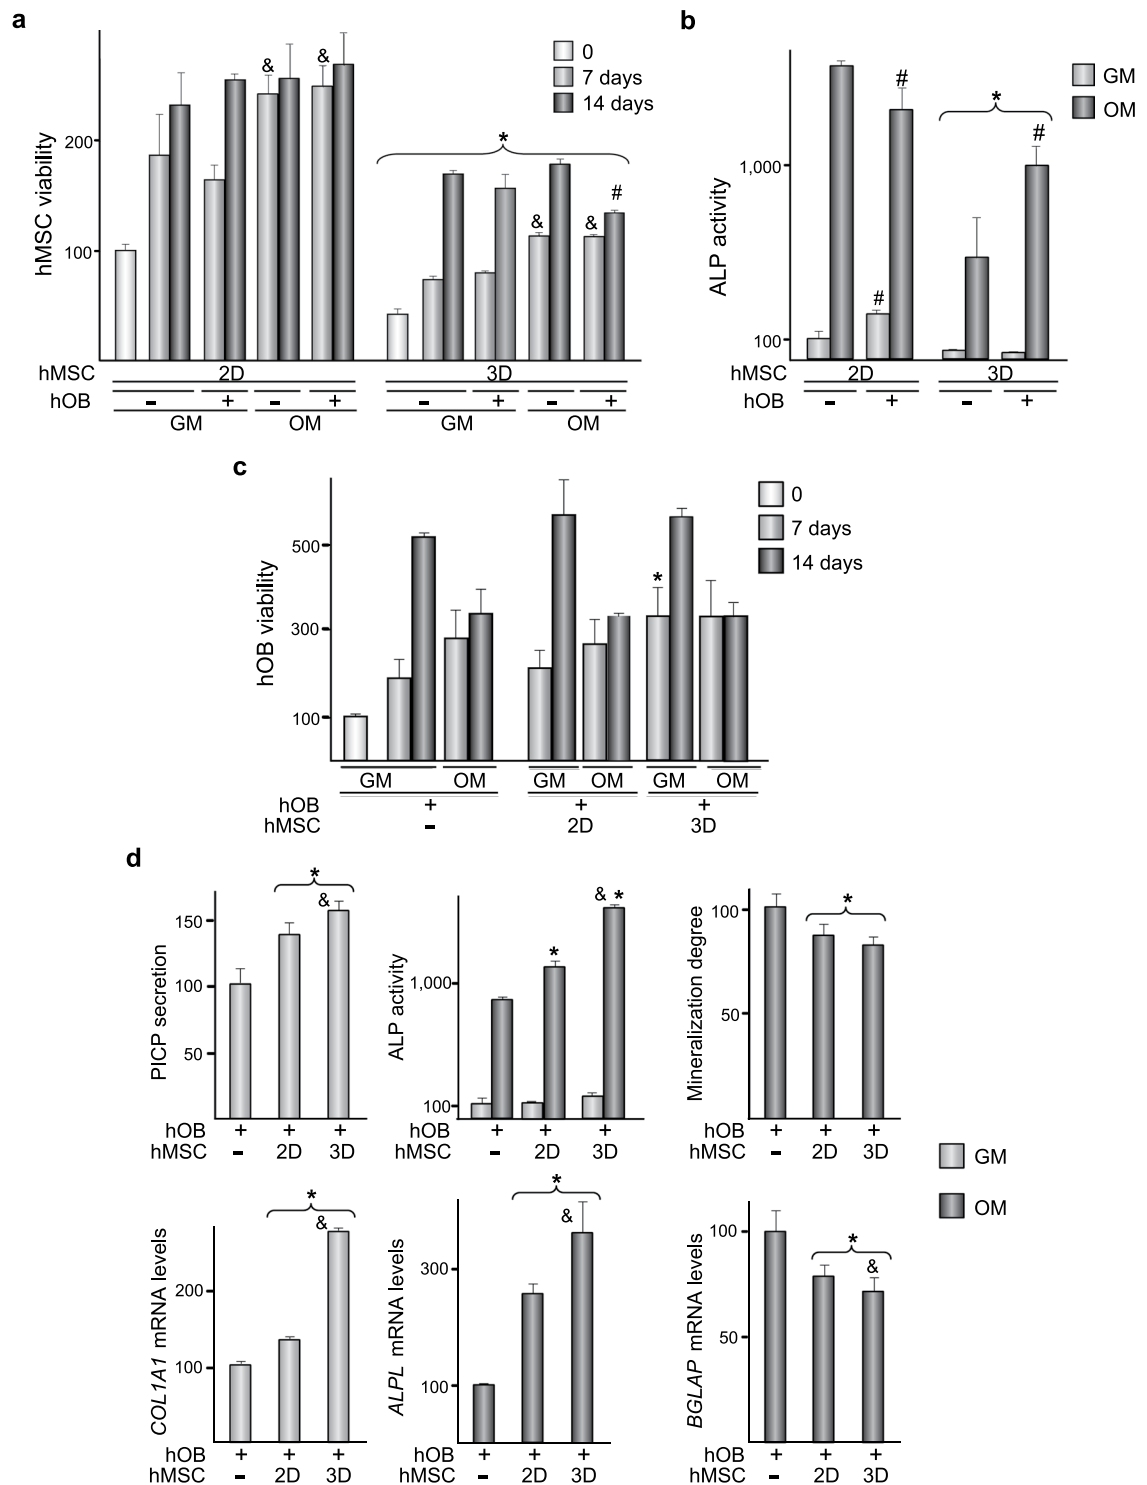 a
hMSC viability
200
100
0
7 days
14 days
&
&
*
&
&
#
hMSC 2D 3D
hOB - + - + - + - +
GM OM GM OM
b
ALP activity
1,000
100
GM
OM
#
#
*
#
hMSC 2D 3D
hOB - + - +
c
hOB viability
500
300
100
0
7 days
14 days
*
GM OM GM OM GM OM
hOB + + +
hMSC - 2D 3D
d
PICP secretion
150
100
50
*
&
hOB + + +
hMSC - 2D 3D
ALP activity
1,000
100
*
& *
hOB + + +
hMSC - 2D 3D
Mineralization degree
100
50
*
hOB + + +
hMSC - 2D 3D
GM
OM
COL1A1 mRNA levels
200
100
*
&
hOB + + +
hMSC - 2D 3D
ALPL mRNA levels
300
100
*
&
hOB + + +
hMSC - 2D 3D
BGLAP mRNA levels
100
50
*
&
hOB + + +
hMSC - 2D 3D